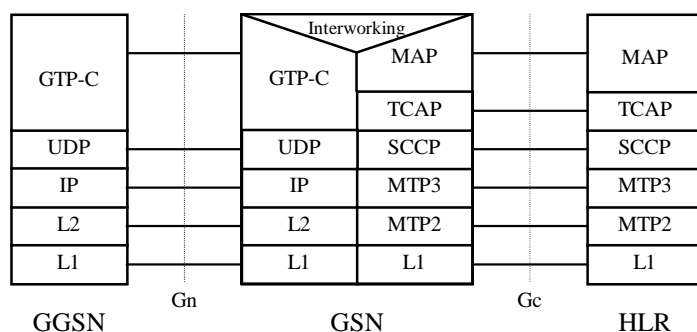 Interworking
GTP-C GTP-C MAP MAP
TCAP TCAP
UDP UDP SCCP SCCP
IP IP MTP3 MTP3
L2 L2 MTP2 MTP2
L1 L1 L1 L1
Gn Gc
GGSN GSN HLR